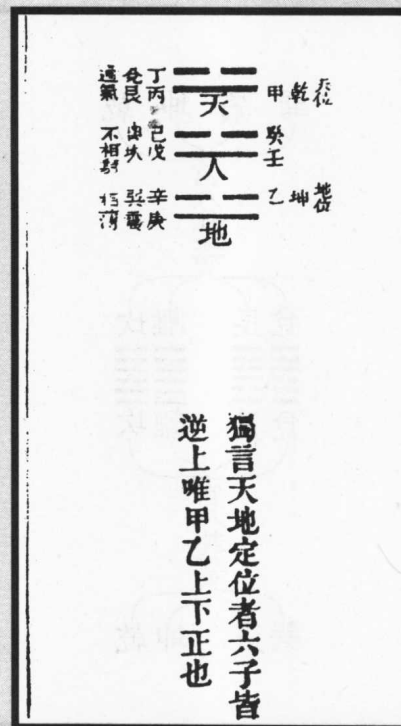 天位
乾
甲
天
丁丙
兌艮
通氣
癸壬
人
己戊
離坎
不相射
地位
坤
乙
地
辛庚
巽震
相薄
獨言天地定位者六子皆
逆上唯甲乙上下正也